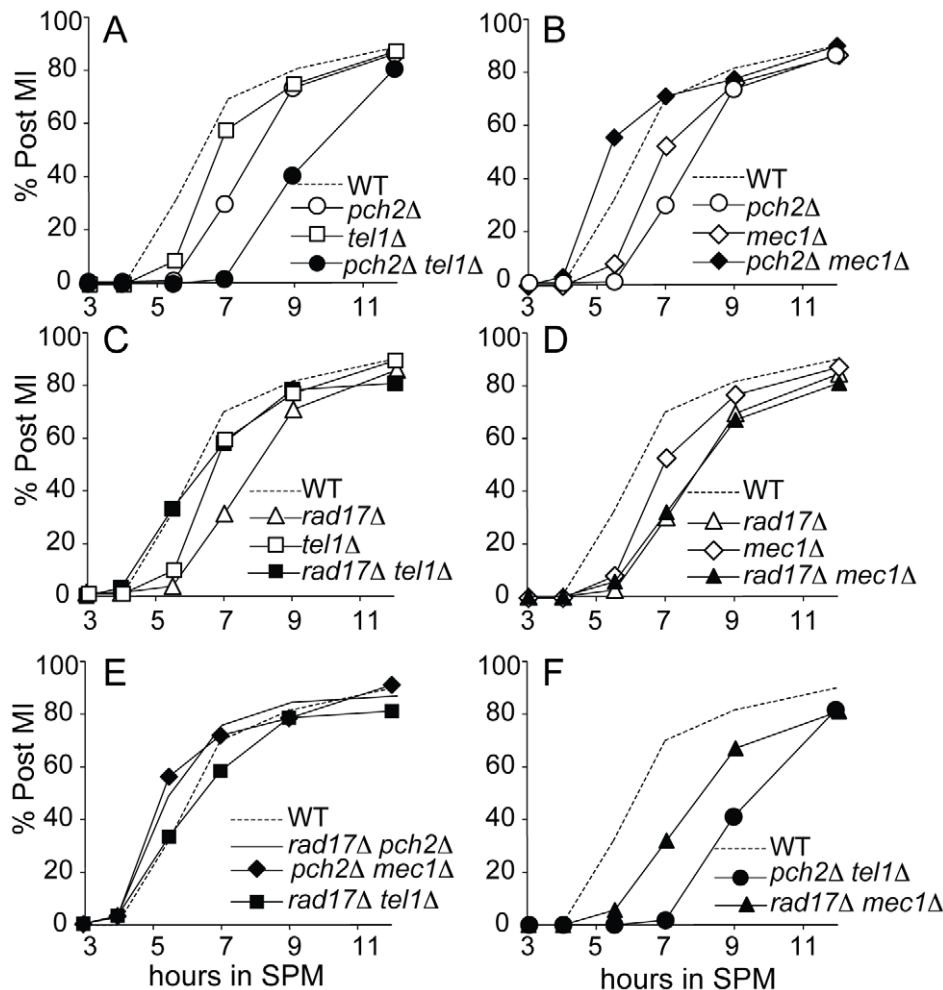 A
% Post MI
100
80
60
40
20
0
3 5 7 9 11
WT
pch2Δ
tel1Δ
pch2Δ tel1Δ
B
100
80
60
40
20
0
3 5 7 9 11
WT
pch2Δ
mec1Δ
pch2Δ mec1Δ
C
% Post MI
100
80
60
40
20
0
3 5 7 9 11
WT
rad17Δ
tel1Δ
rad17Δ tel1Δ
D
100
80
60
40
20
0
3 5 7 9 11
WT
rad17Δ
mec1Δ
rad17Δ mec1Δ
E
% Post MI
100
80
60
40
20
0
3 5 7 9 11
hours in SPM
WT
rad17Δ pch2Δ
pch2Δ mec1Δ
rad17Δ tel1Δ
F
100
80
60
40
20
0
3 5 7 9 11
hours in SPM
WT
pch2Δ tel1Δ
rad17Δ mec1Δ